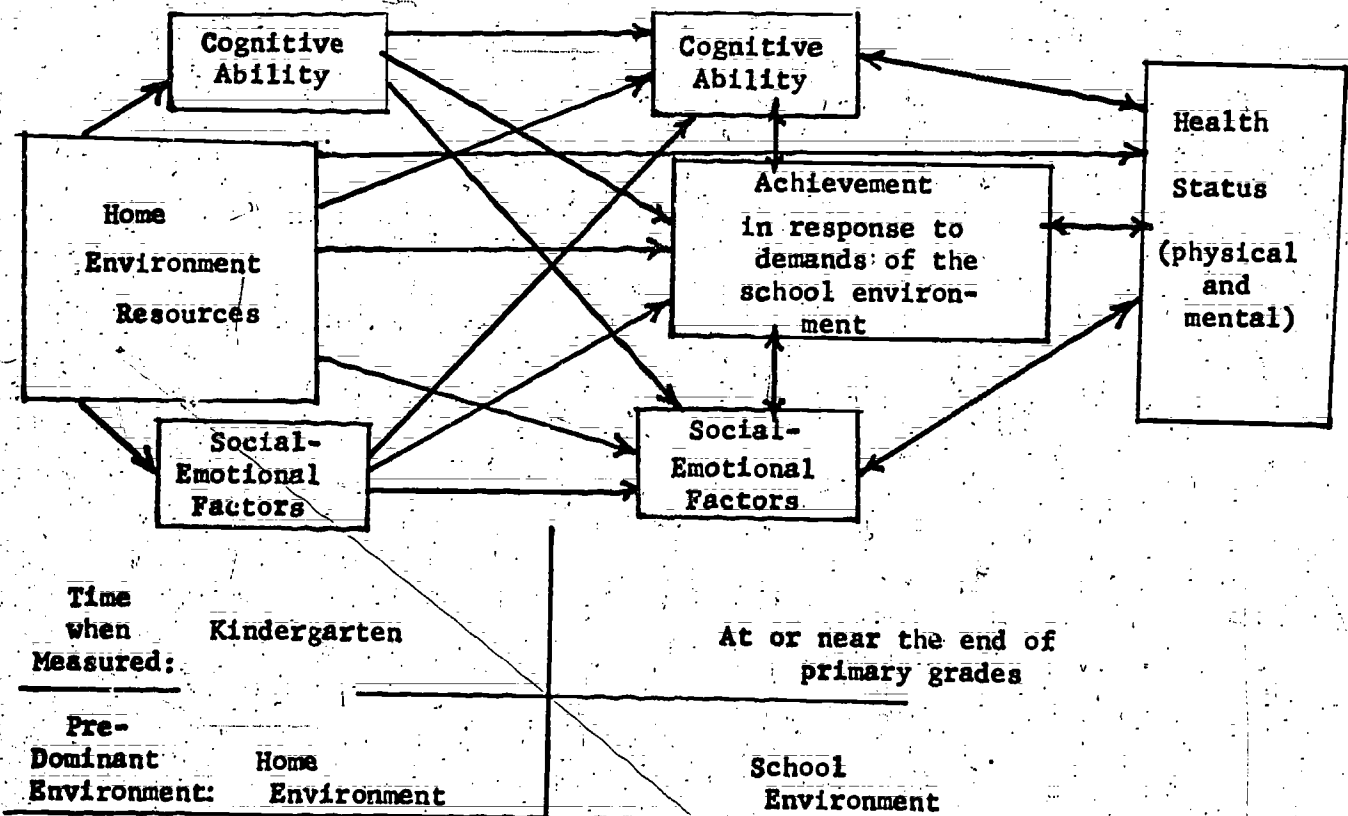 Cognitive
Ability
Cognitive
Ability
Health
Status
(physical
and
mental)
Home
Environment
Resources
Achievement
in response to
demands of the
school environ-
ment
Social-
Emotional
Factors
Social-
Emotional
Factors
Time
when
Measured:
Kindergarten
At or near the end of
primary grades
Pre-
Dominant
Environment:
Home
Environment
School
Environment